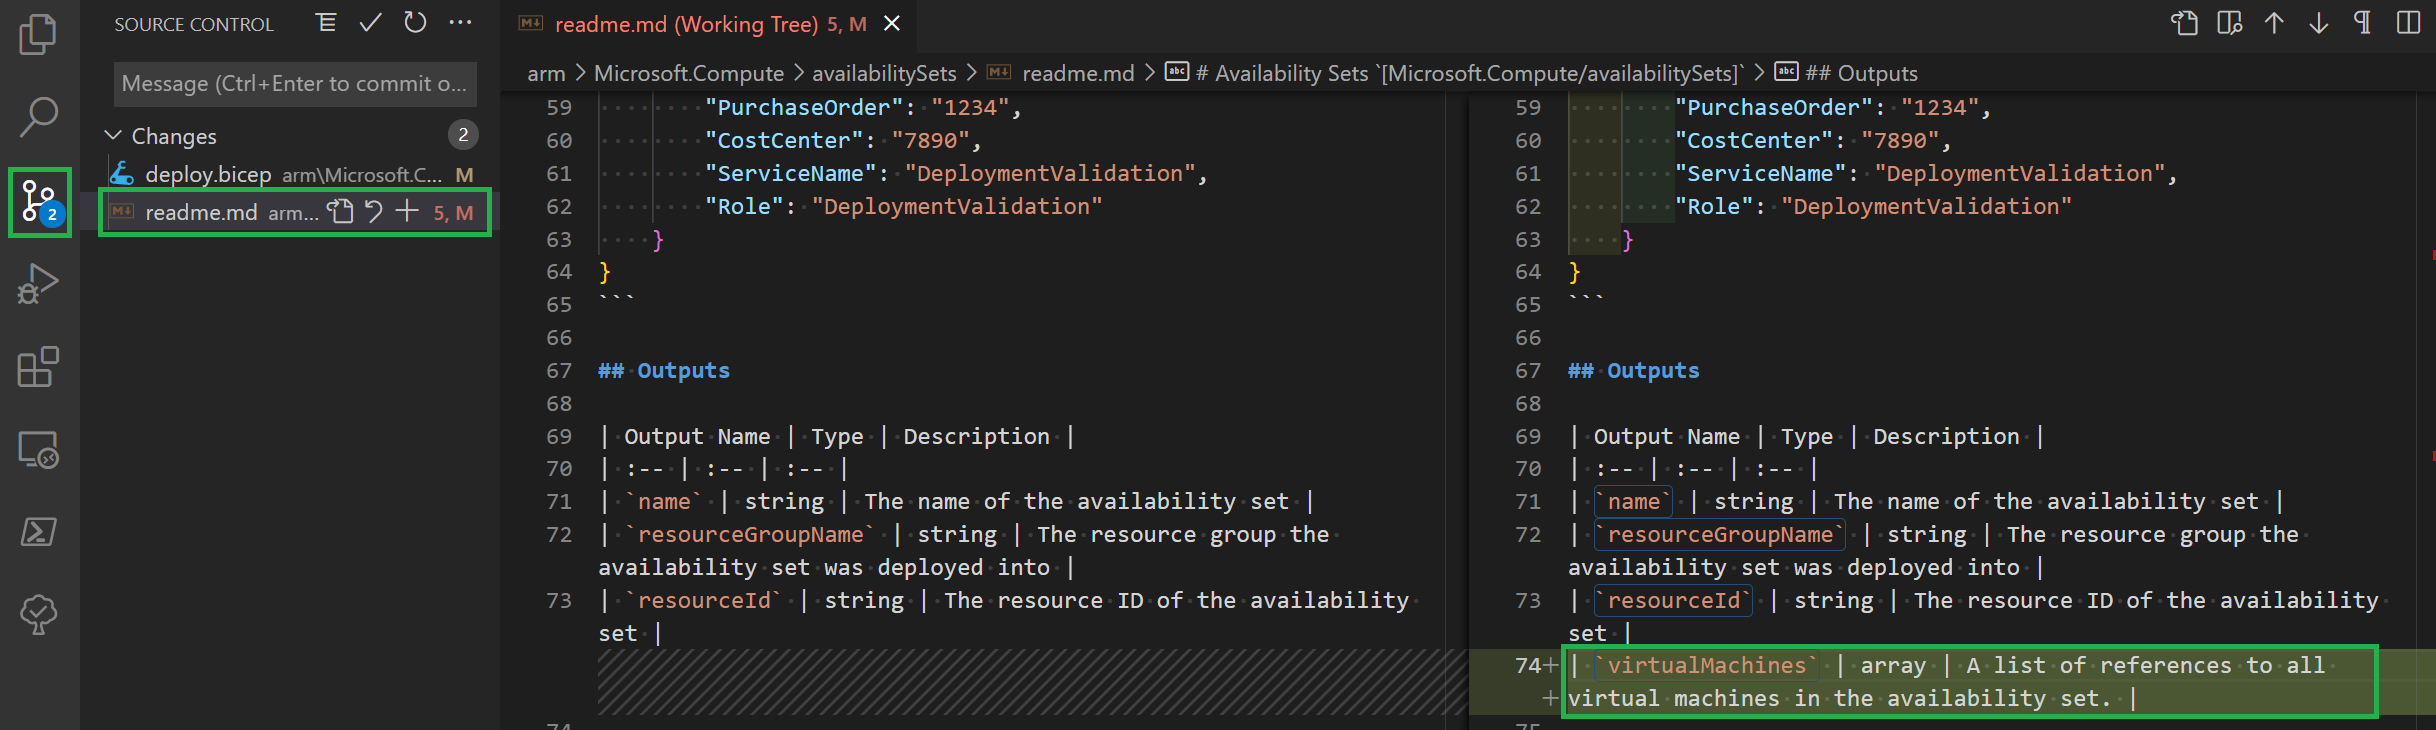 SOURCE CONTROL
Message (Ctrl+Enter to commit o...
Changes 2
deploy.bicep arm\Microsoft.C... M
readme.md arm... 5, M
2
readme.md (Working Tree) 5, M
arm > Microsoft.Compute > availabilitySets > readme.md > # Availability Sets `[Microsoft.Compute/availabilitySets]` > ## Outputs
59 "PurchaseOrder": "1234",
60 "CostCenter": "7890",
61 "ServiceName": "DeploymentValidation",
62 "Role": "DeploymentValidation"
63 }
64 }
65 ```
66
67 ## Outputs
68
69 | Output Name | Type | Description |
70 | :-- | :-- | :-- |
71 | `name` | string | The name of the availability set |
72 | `resourceGroupName` | string | The resource group the
availability set was deployed into |
73 | `resourceId` | string | The resource ID of the availability
set |
74
59 "PurchaseOrder": "1234",
60 "CostCenter": "7890",
61 "ServiceName": "DeploymentValidation",
62 "Role": "DeploymentValidation"
63 }
64 }
65 ```
66
67 ## Outputs
68
69 | Output Name | Type | Description |
70 | :-- | :-- | :-- |
71 | `name` | string | The name of the availability set |
72 | `resourceGroupName` | string | The resource group the
availability set was deployed into |
73 | `resourceId` | string | The resource ID of the availability
set |
74+ | `virtualMachines` | array | A list of references to all
+ virtual machines in the availability set. |
75